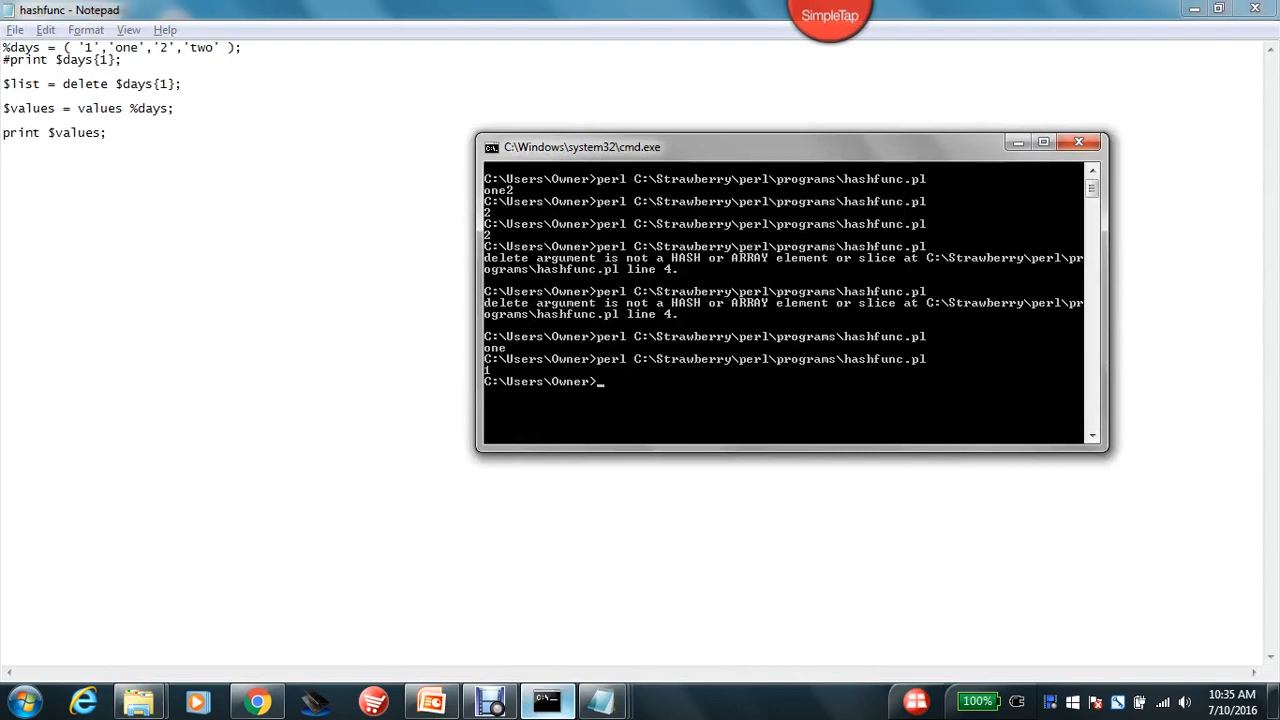 hashfunc - Notepad
SimpleTap
File Edit Format View Help
%days = ( '1','one','2','two' );
#print $days{1};
$list = delete $days{1};
$values = values %days;
print $values;
C:\Windows\system32\cmd.exe
C:\Users\Owner>perl C:\Strawberry\perl\programs\hashfunc.pl
one2
C:\Users\Owner>perl C:\Strawberry\perl\programs\hashfunc.pl
2
C:\Users\Owner>perl C:\Strawberry\perl\programs\hashfunc.pl
2
C:\Users\Owner>perl C:\Strawberry\perl\programs\hashfunc.pl
delete argument is not a HASH or ARRAY element or slice at C:\Strawberry\perl\pr
ograms\hashfunc.pl line 4.
C:\Users\Owner>perl C:\Strawberry\perl\programs\hashfunc.pl
delete argument is not a HASH or ARRAY element or slice at C:\Strawberry\perl\pr
ograms\hashfunc.pl line 4.
C:\Users\Owner>perl C:\Strawberry\perl\programs\hashfunc.pl
one
C:\Users\Owner>perl C:\Strawberry\perl\programs\hashfunc.pl
1
C:\Users\Owner>_
100%
10:35 AM
7/10/2016